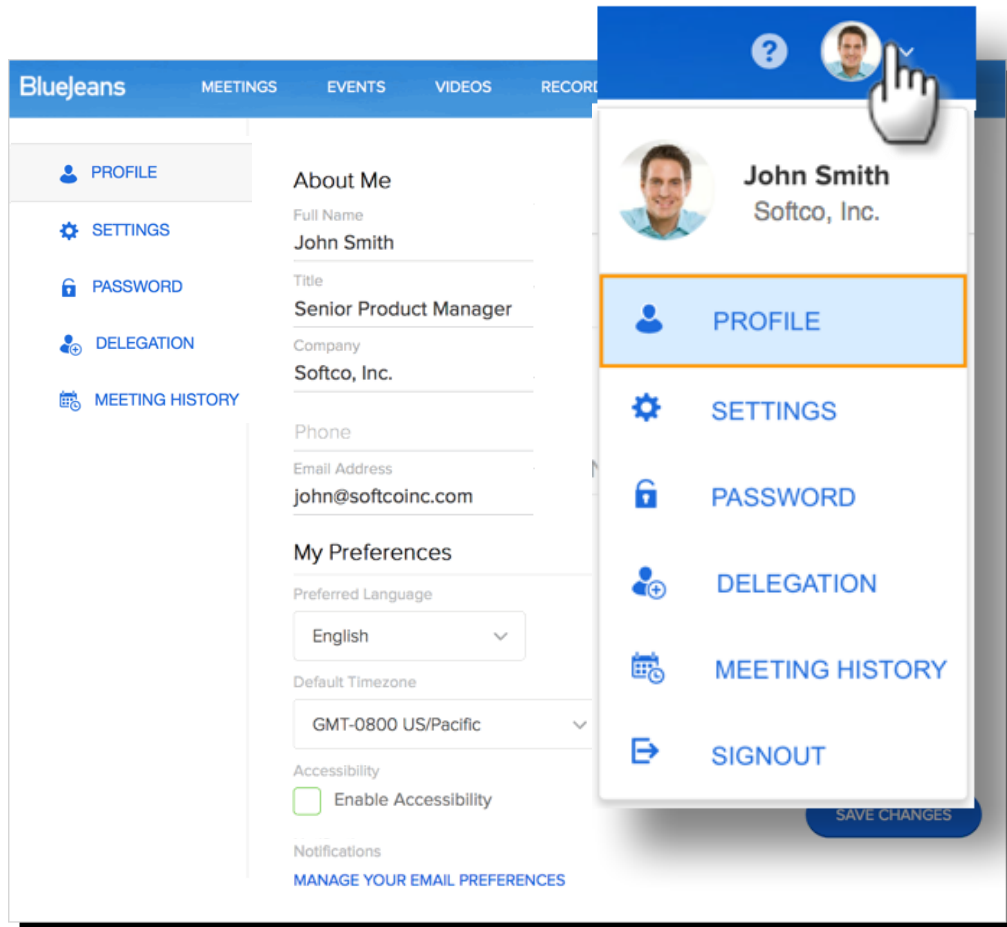 BlueJeans
MEETINGS
EVENTS
VIDEOS
PROFILE
SETTINGS
PASSWORD
DELEGATION
MEETING HISTORY
About Me
Full Name
John Smith
Title
Senior Product Manager
Company
Softco, Inc.
Phone
Email Address
john@softcoinc.com
My Preferences
Preferred Language
English
Default Timezone
GMT-0800 US/Pacific
Accessibility
Enable Accessibility
Notifications
MANAGE YOUR EMAIL PREFERENCES
?
John Smith
Softco, Inc.
PROFILE
SETTINGS
PASSWORD
DELEGATION
MEETING HISTORY
SIGNOUT
SAVE CHANGES